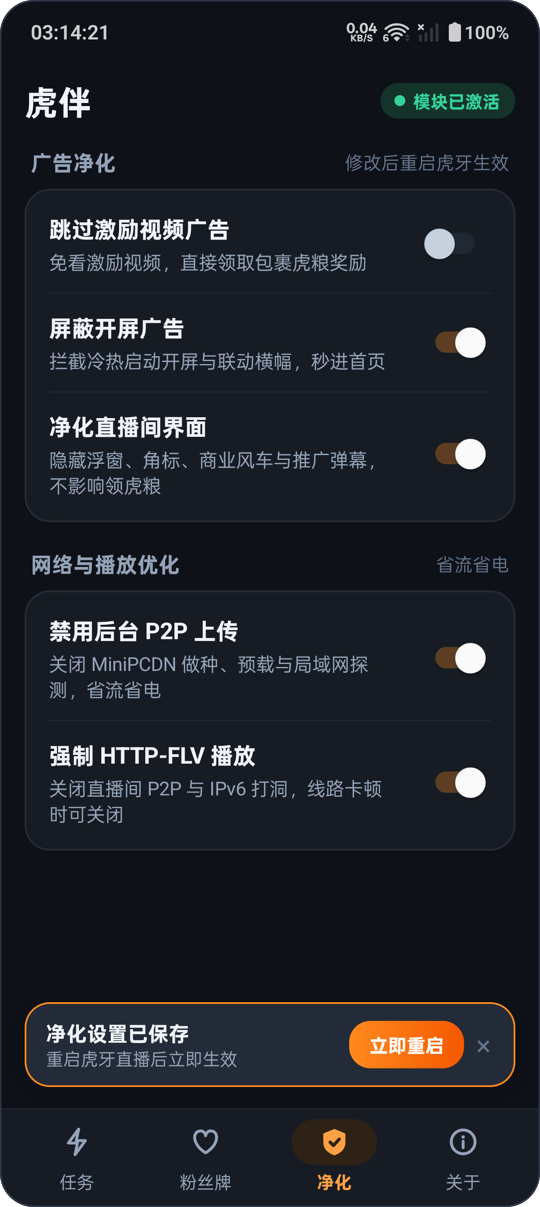 03:14:21
0.04 KB/S
6
100%
虎伴
模块已激活
广告净化
修改后重启虎牙生效
跳过激励视频广告
免看激励视频，直接领取包裹虎粮奖励
屏蔽开屏广告
拦截冷热启动开屏与联动横幅，秒进首页
净化直播间界面
隐藏浮窗、角标、商业风车与推广弹幕，
不影响领虎粮
网络与播放优化
省流省电
禁用后台 P2P 上传
关闭 MiniPCDN 做种、预载与局域网探
测，省流省电
强制 HTTP-FLV 播放
关闭直播间 P2P 与 IPv6 打洞，线路卡顿
时可关闭
净化设置已保存
重启虎牙直播后立即生效
立即重启
任务
粉丝牌
净化
关于